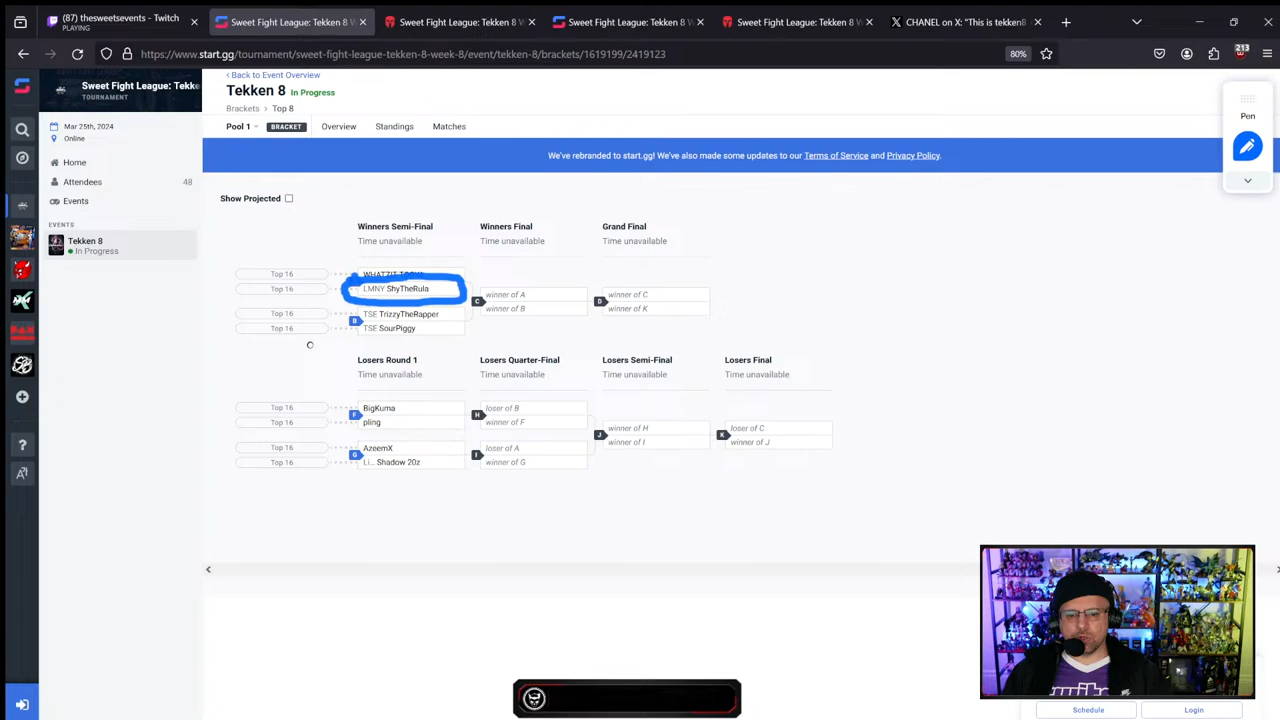 (87) thesweetsevents - Twitch
PLAYING
Sweet Fight League: Tekken 8 W
Sweet Fight League: Tekken 8 W
Sweet Fight League: Tekken 8 W
Sweet Fight League: Tekken 8 W
CHANEL on X: "This is tekken8
https://www.start.gg/tournament/sweet-fight-league-tekken-8-week-8/event/tekken-8/brackets/1619199/2419123
80%
213
Sweet Fight League: Tekke
TOURNAMENT
Mar 25th, 2024
Online
Home
Attendees 48
Events
EVENTS
Tekken 8
In Progress
‹ Back to Event Overview
Tekken 8 In Progress
Brackets > Top 8
Pool 1 BRACKET Overview Standings Matches
We've rebranded to start.gg! We've also made some updates to our Terms of Service and Privacy Policy.
Pen
Show Projected
Winners Semi-Final Winners Final Grand Final
Time unavailable Time unavailable Time unavailable
Top 16
Top 16 LMNY ShyTheRula
C winner of A
winner of B
D winner of C
winner of K
Top 16 TSE TrizzyTheRapper
B
Top 16 TSE SourPiggy
Losers Round 1 Losers Quarter-Final Losers Semi-Final Losers Final
Time unavailable Time unavailable Time unavailable Time unavailable
Top 16 BigKuma
F
Top 16 pling
H loser of B
winner of F
J winner of H
winner of I
K loser of C
winner of J
Top 16 AzeemX
G
Top 16 Li... Shadow 20z
I loser of A
winner of G
Schedule Login